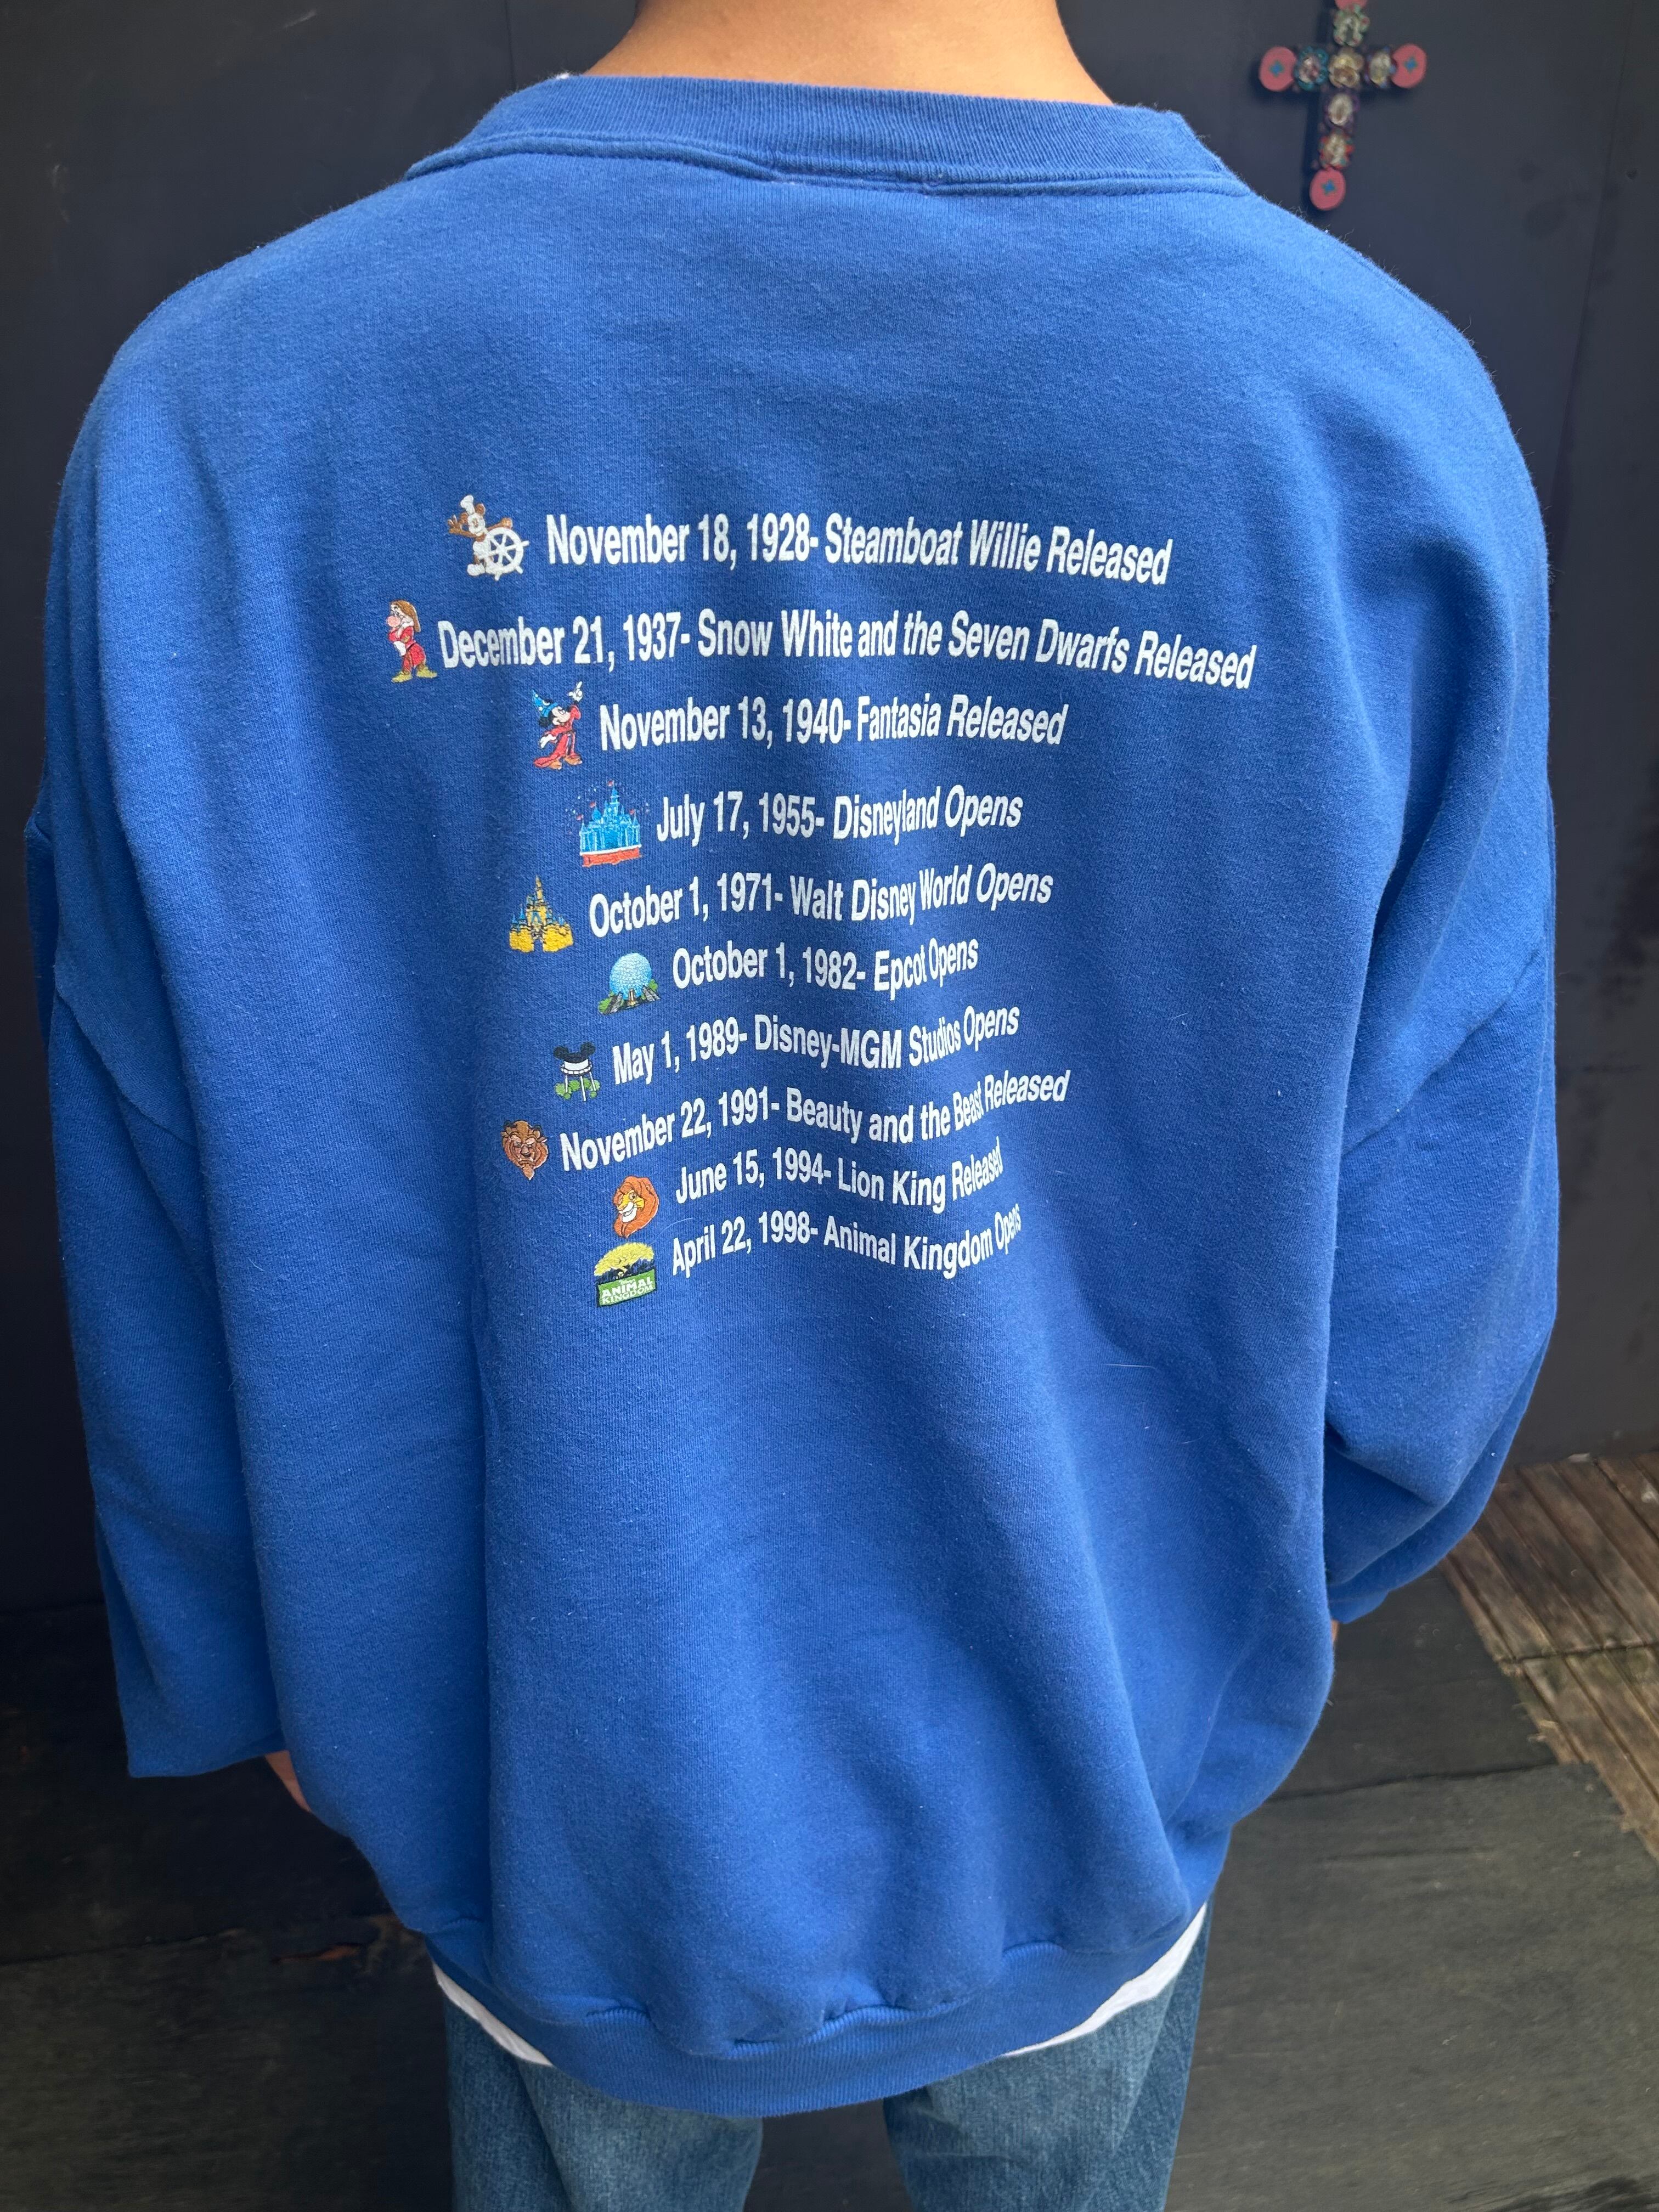 November 18, 1928- Steamboat Willie Released
December 21, 1937- Snow White and the Seven Dwarfs Released
November 13, 1940- Fantasia Released
July 17, 1955- Disneyland Opens
October 1, 1971- Walt Disney World Opens
October 1, 1982- Epcot Opens
May 1, 1989- Disney-MGM Studios Opens
November 22, 1991- Beauty and the Beast Released
June 15, 1994- Lion King Released
April 22, 1998- Animal Kingdom Opens
ANIMAL
KINGDOM